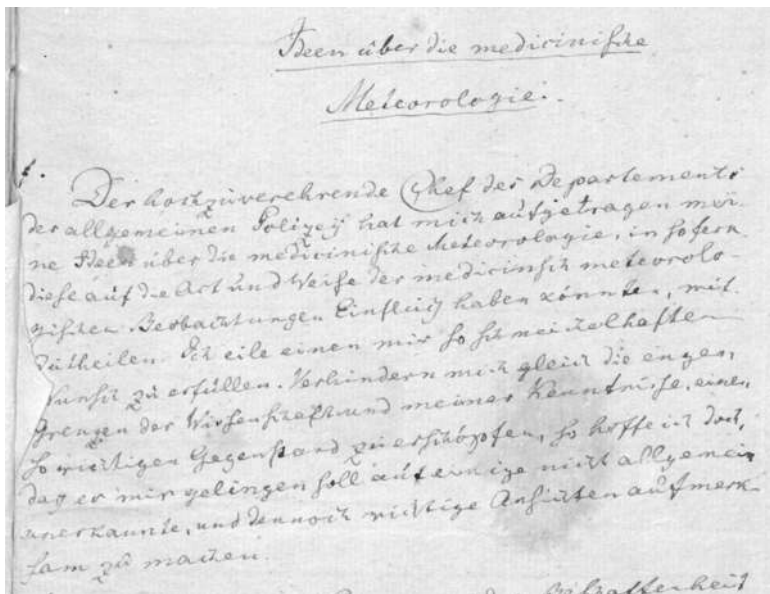 Ideen über die medicinische
Meteorologie.
1.
Der hochzuverehrende Chef des Departements
der allgemeinen Polizey hat mich aufgetragen mei-
ne Ideen über die medicinische Meteorologie, in sofern
diese auf die Art und Weise der medicinisch meteorolo-
gischen Beobachtungen Einfluß haben könnten, mit
zutheilen. Ich eile einen mir so schmeichelhaften
Wunsch zu erfüllen. Verhindern mich gleich die engen,
Grenzen der Wissenschaft und meiner Kenntnisse, einen
so wichtigen Gegenstand zu erschöpfen, so hoffe ich doch,
daß es mir gelingen soll auf einige nicht allgemein
anerkannte, und dennoch wichtige Ansichten aufmerk-
sam zu machen.